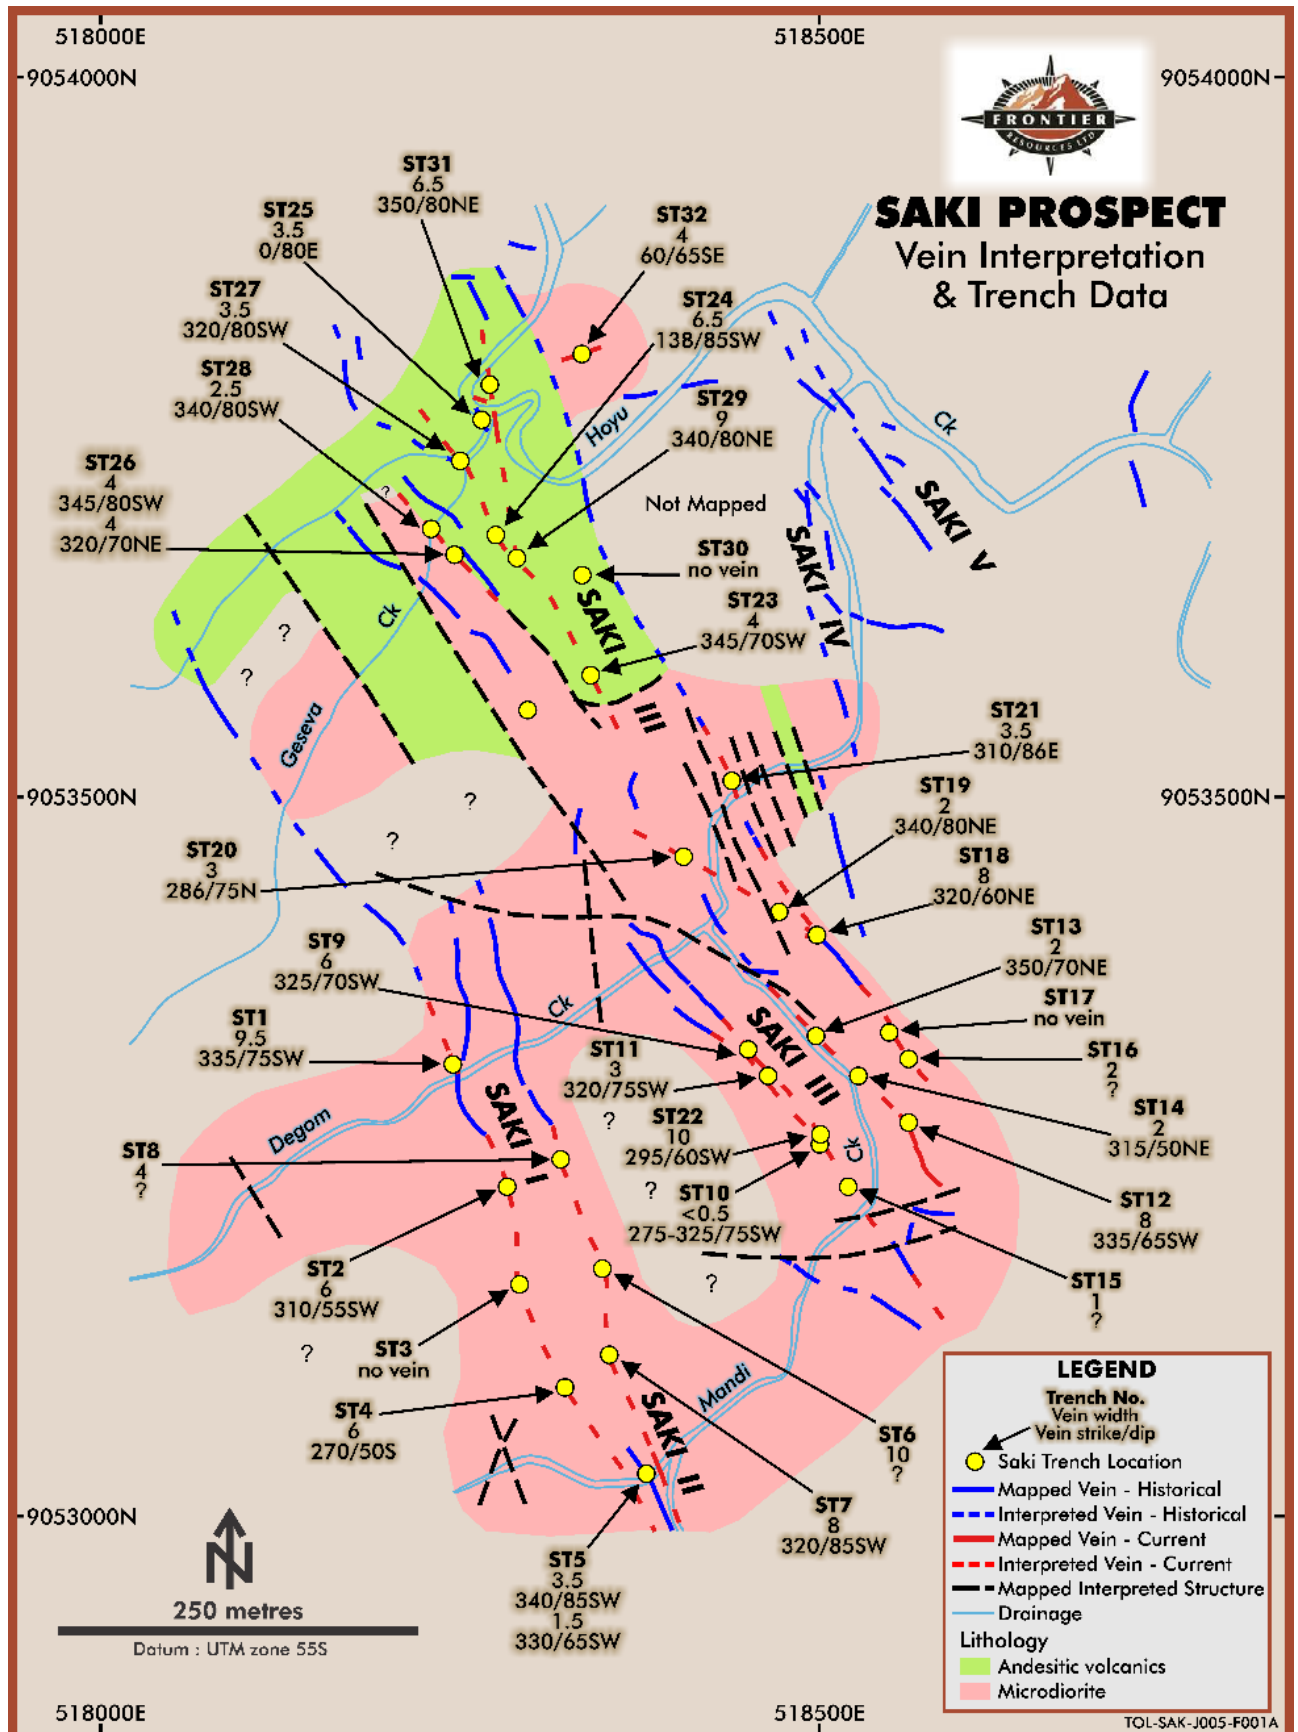 518000E
518500E
9054000N
9054000N
FRONTIER
RESOURCES LTD
SAKI PROSPECT
Vein Interpretation
& Trench Data
ST31
6.5
350/80NE
ST25
3.5
0/80E
ST32
4
60/65SE
ST27
3.5
320/80SW
ST24
6.5
138/85SW
ST28
2.5
340/80SW
ST29
9
340/80NE
Hoyu
Ck
ST26
4
345/80SW
4
320/70NE
?
Not Mapped
SAKI V
SAKI IV
ST30
no vein
ST23
4
345/70SW
SAKI
III
Ck
?
?
Geseva
ST21
3.5
310/86E
9053500N
9053500N
?
?
ST19
2
340/80NE
ST20
3
286/75N
ST18
8
320/60NE
ST9
6
325/70SW
ST13
2
350/70NE
Ck
ST1
9.5
335/75SW
ST17
no vein
SAKI III
ST11
3
320/75SW
ST16
2
?
?
SAKI I
Degom
ST22
10
295/60SW
Ck
ST14
2
315/50NE
ST8
4
?
?
ST10
<0.5
275-325/75SW
ST12
8
335/65SW
ST2
6
310/55SW
?
ST15
1
?
ST3
no vein
?
Mandi
ST4
6
270/50S
SAKI II
ST6
10
?
ST7
8
320/85SW
9053000N
ST5
3.5
340/85SW
1.5
330/65SW
N
250 metres
Datum : UTM zone 55S
LEGEND
Trench No.
Vein width
Vein strike/dip
Saki Trench Location
Mapped Vein - Historical
Interpreted Vein - Historical
Mapped Vein - Current
Interpreted Vein - Current
Mapped Interpreted Structure
Drainage
Lithology
Andesitic volcanics
Microdiorite
518000E
518500E
TOL-SAK-J005-F001A